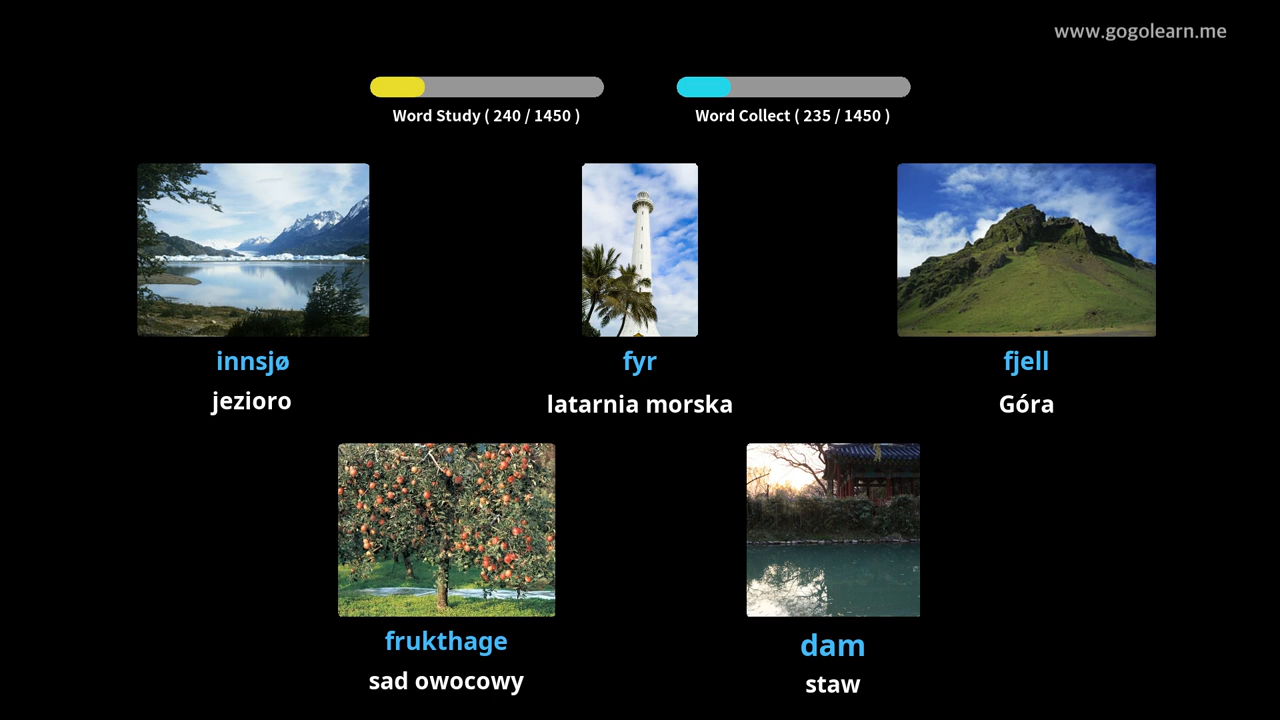 www.gogolearn.me
Word Study ( 240 / 1450 )
Word Collect ( 235 / 1450 )
innsjø
jezioro
fyr
latarnia morska
fjell
Góra
frukthage
sad owocowy
dam
staw